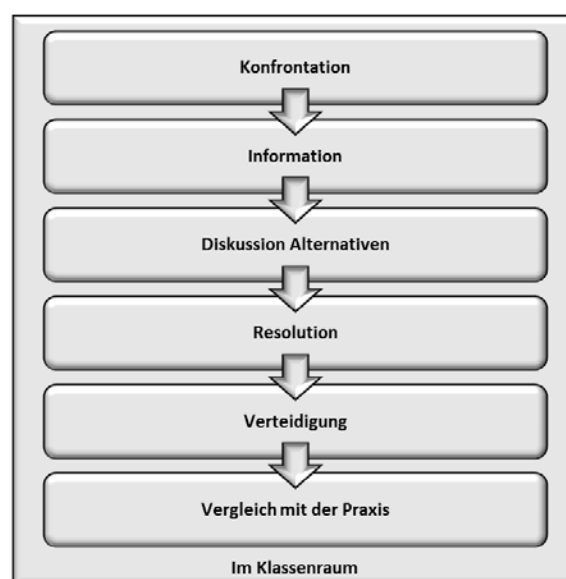 Konfrontation
Information
Diskussion Alternativen
Resolution
Verteidigung
Vergleich mit der Praxis
Im Klassenraum